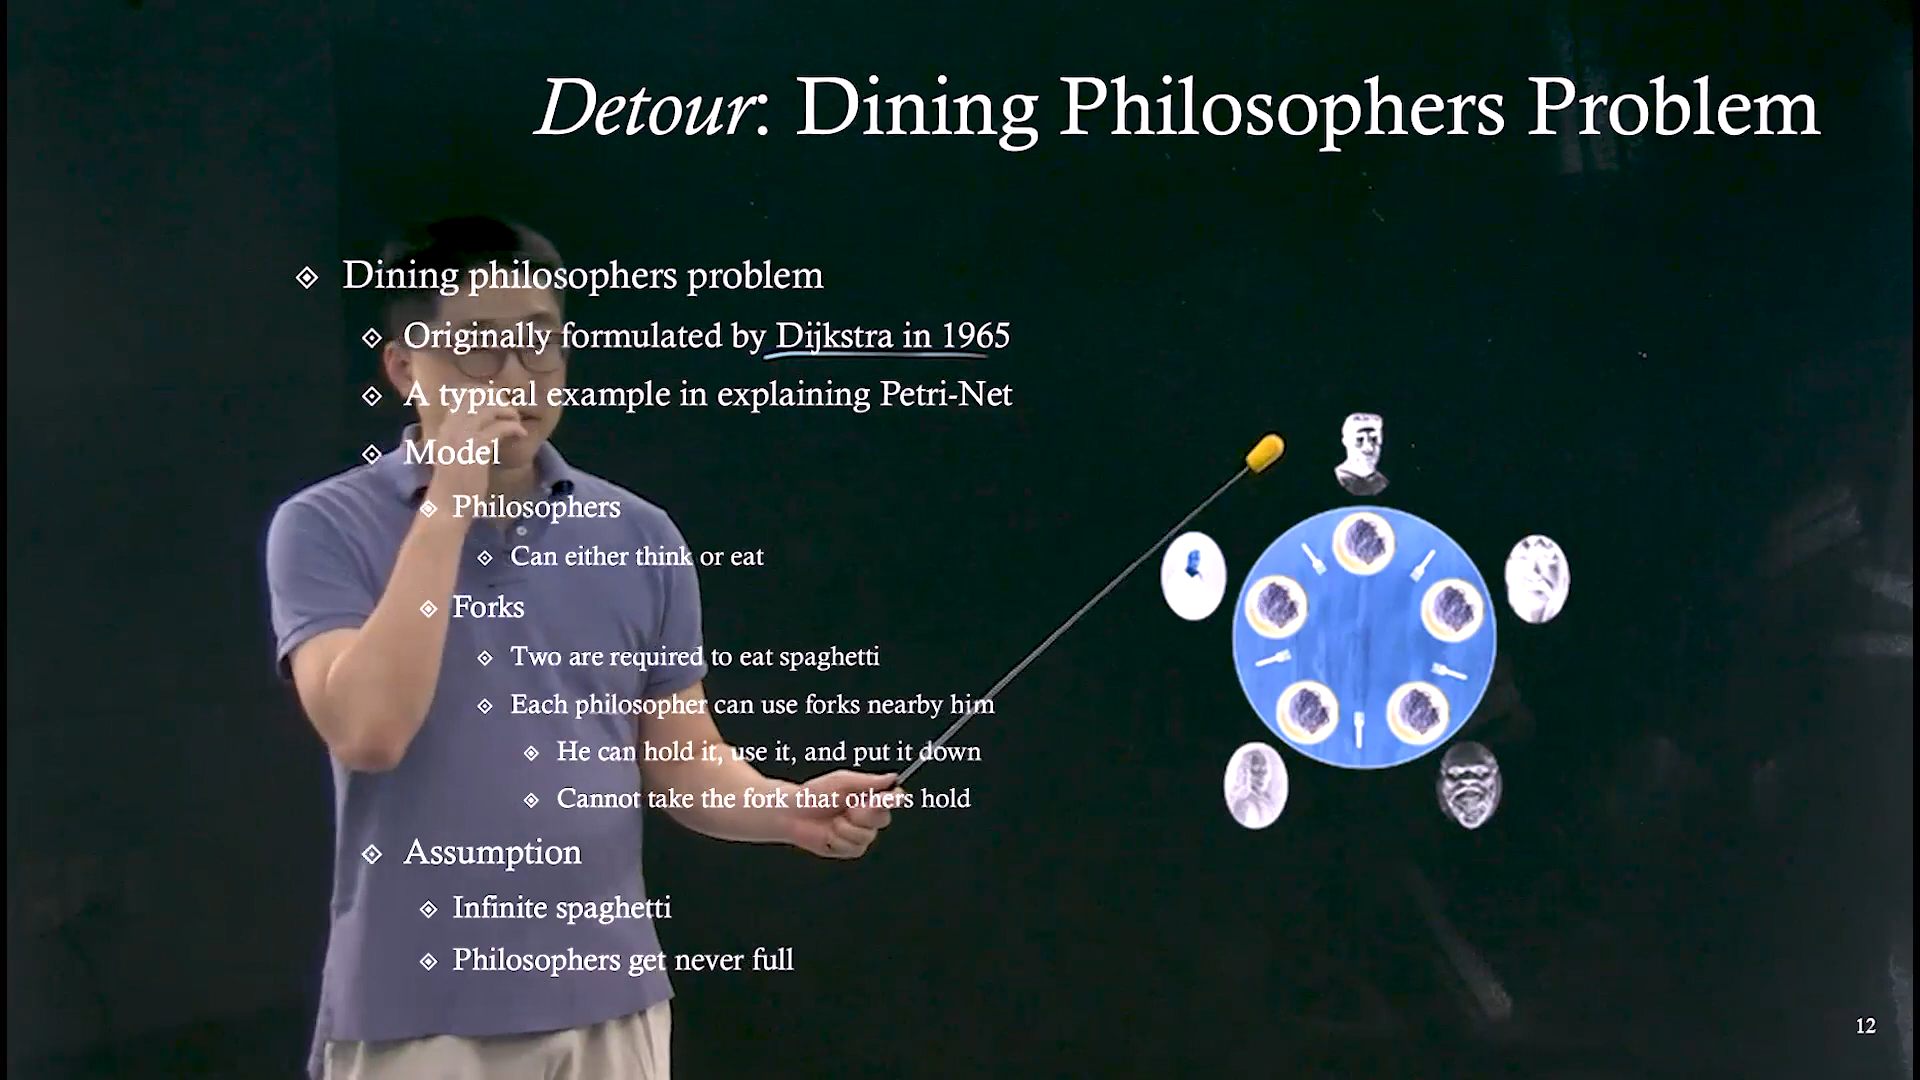 Detour: Dining Philosophers Problem
Dining philosophers problem
Originally formulated by Dijkstra in 1965
A typical example in explaining Petri-Net
Model
Philosophers
Can either think or eat
Forks
Two are required to eat spaghetti
Each philosopher can use forks nearby him
He can hold it, use it, and put it down
Cannot take the fork that others hold
Assumption
Infinite spaghetti
Philosophers get never full
12